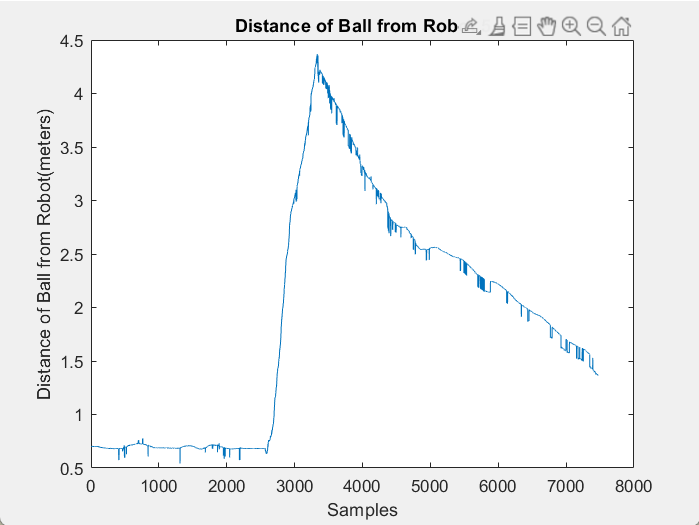 Distance of Ball from Rob
4.5
4
3.5
3
2.5
2
1.5
1
0.5
Distance of Ball from Robot(meters)
0 1000 2000 3000 4000 5000 6000 7000 8000
Samples